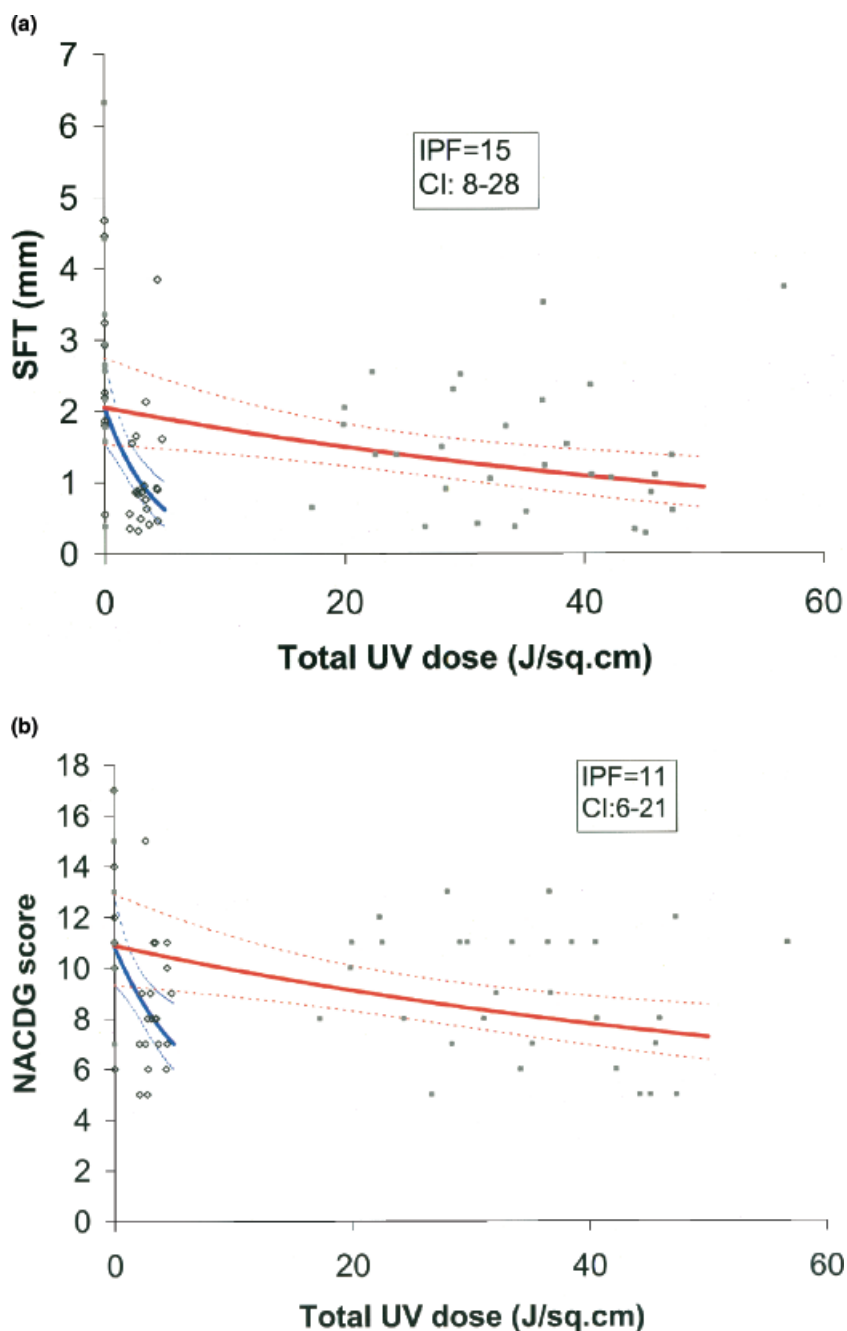 (a)
7
6
5
4
3
2
1
0
SFT (mm)
IPF=15
CI: 8-28
0 20 40 60
Total UV dose (J/sq.cm)
(b)
18
16
14
12
10
8
6
4
2
0
NACDG score
IPF=11
CI:6-21
0 20 40 60
Total UV dose (J/sq.cm)